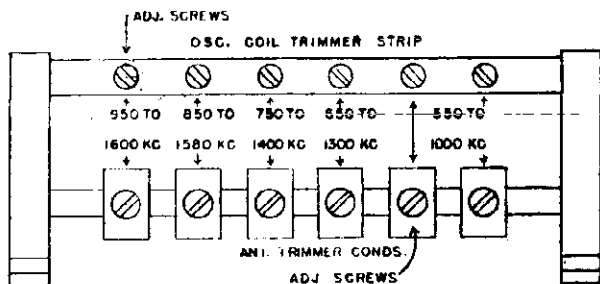 ADJ. SCREWS
OSC. COIL TRIMMER STRIP
950 TO 850 TO 750 TO 650 TO 550 TO
1600 KC 1580 KC 1400 KC 1300 KC 1000 KC
ANT. TRIMMER CONDS.
ADJ. SCREWS